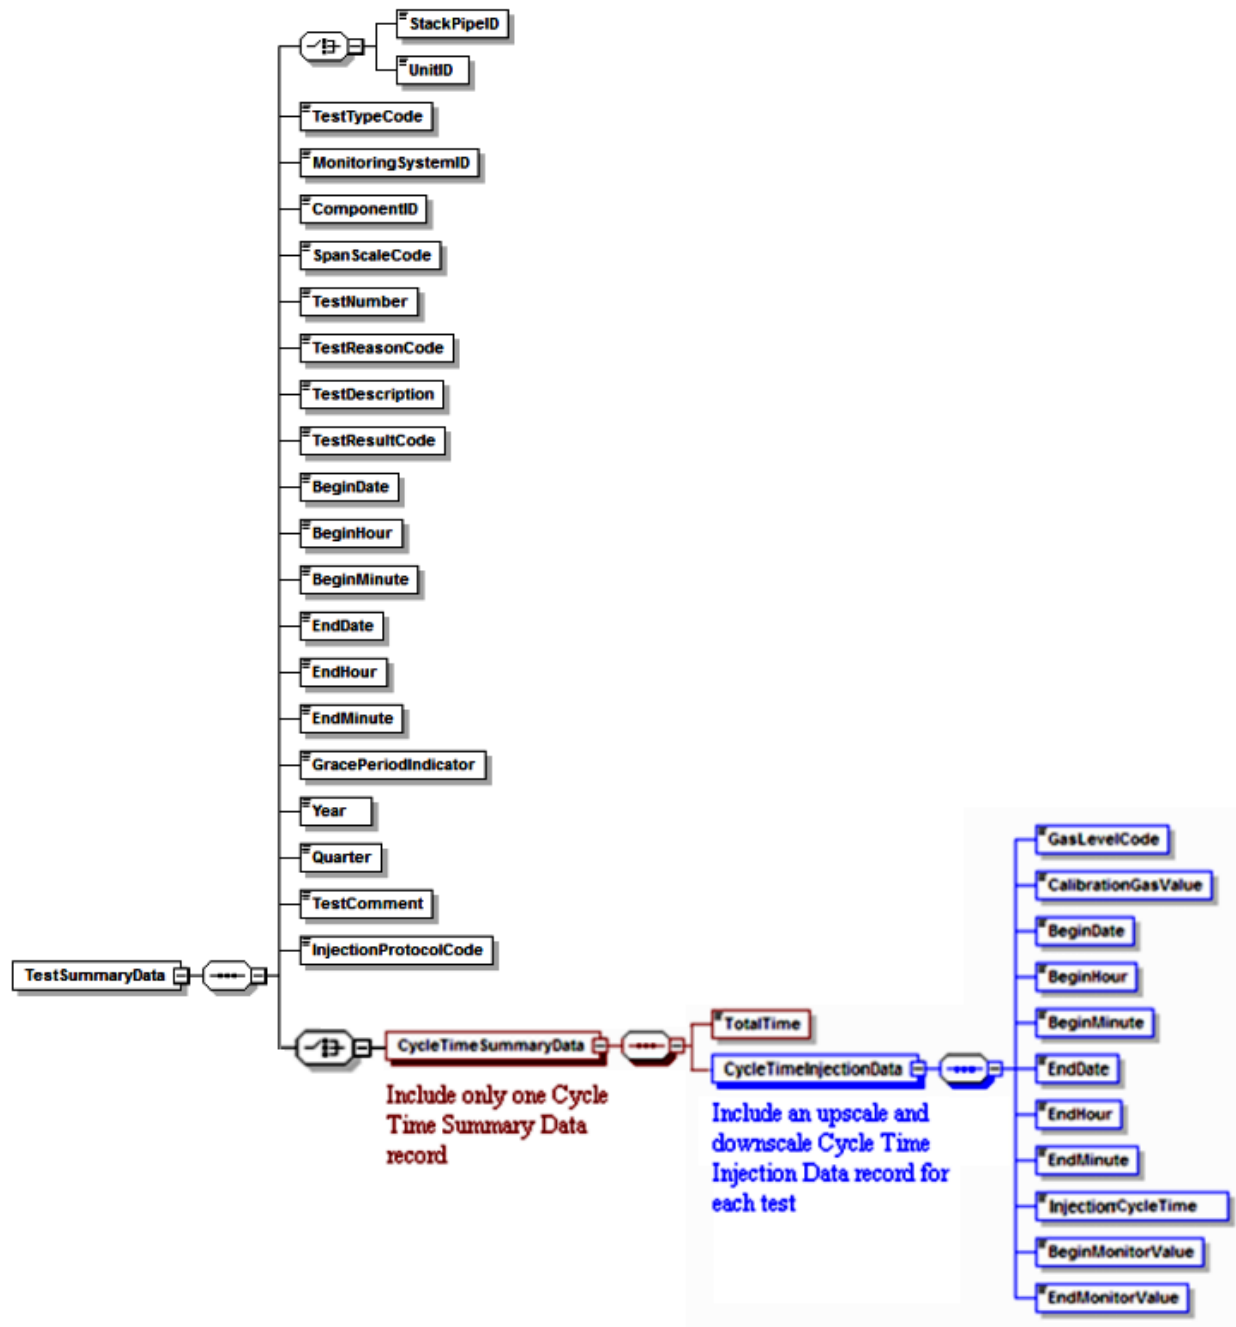 StackPipeID
UnitID
TestTypeCode
MonitoringSystemID
ComponentID
SpanScaleCode
TestNumber
TestReasonCode
TestDescription
TestResultCode
BeginDate
BeginHour
BeginMinute
EndDate
EndHour
EndMinute
GracePeriodIndicator
Year
Quarter
TestComment
InjectionProtocolCode
TestSummaryData
CycleTimeSummaryData
Include only one Cycle
Time Summary Data
record
TotalTime
CycleTimeInjectionData
Include an upscale and
downscale Cycle Time
Injection Data record for
each test
GasLevelCode
CalibrationGasValue
BeginDate
BeginHour
BeginMinute
EndDate
EndHour
EndMinute
InjectionCycleTime
BeginMonitorValue
EndMonitorValue